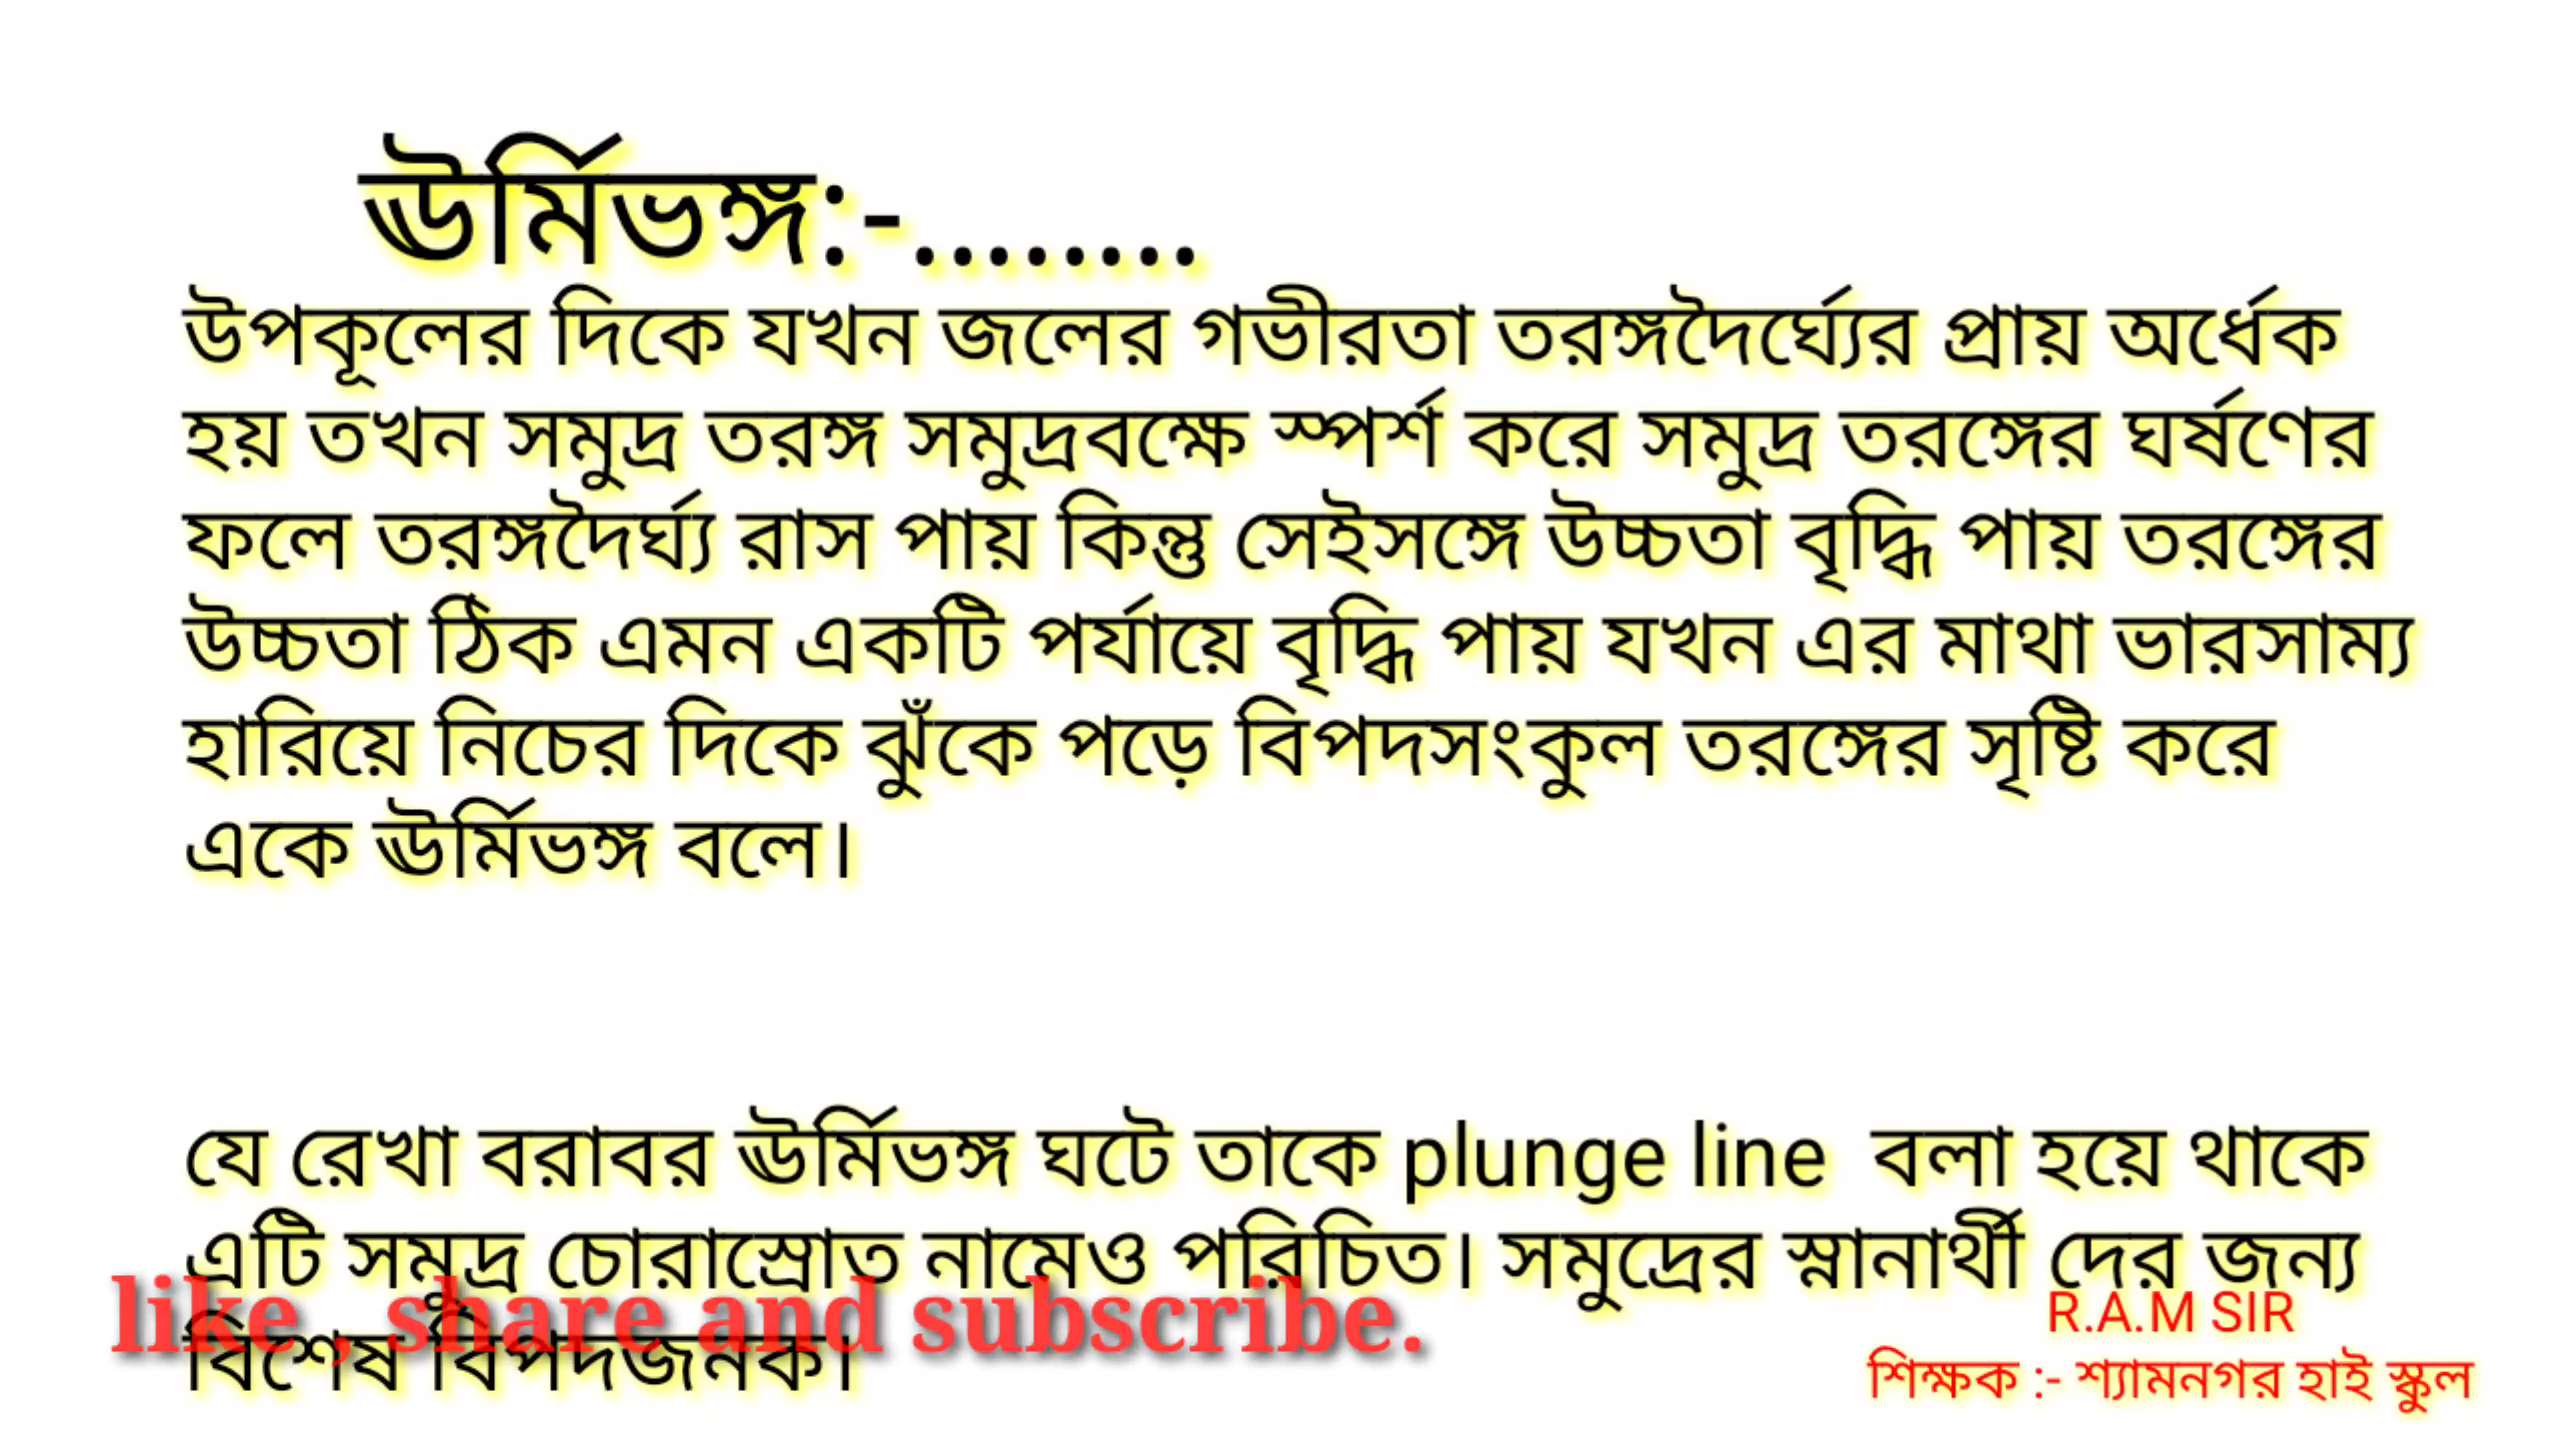 ঊর্মিভঙ্গ:-........
উপকূলের দিকে যখন জলের গভীরতা তরঙ্গদৈর্ঘ্যের প্রায় অর্ধেক
হয় তখন সমুদ্র তরঙ্গ সমুদ্রবক্ষে স্পর্শ করে সমুদ্র তরঙ্গের ঘর্ষণের
ফলে তরঙ্গদৈর্ঘ্য রাস পায় কিন্তু সেইসঙ্গে উচ্চতা বৃদ্ধি পায় তরঙ্গের
উচ্চতা ঠিক এমন একটি পর্যায়ে বৃদ্ধি পায় যখন এর মাথা ভারসাম্য
হারিয়ে নিচের দিকে ঝুঁকে পড়ে বিপদসংকুল তরঙ্গের সৃষ্টি করে
একে ঊর্মিভঙ্গ বলে।
যে রেখা বরাবর ঊর্মিভঙ্গ ঘটে তাকে plunge line বলা হয়ে থাকে
এটি সমুদ্র চোরাস্রোত নামেও পরিচিত। সমুদ্রের স্নানার্থী দের জন্য
বিশেষ বিপদজনক।
like , share and subscribe.
R.A.M SIR
শিক্ষক :- শ্যামনগর হাই স্কুল